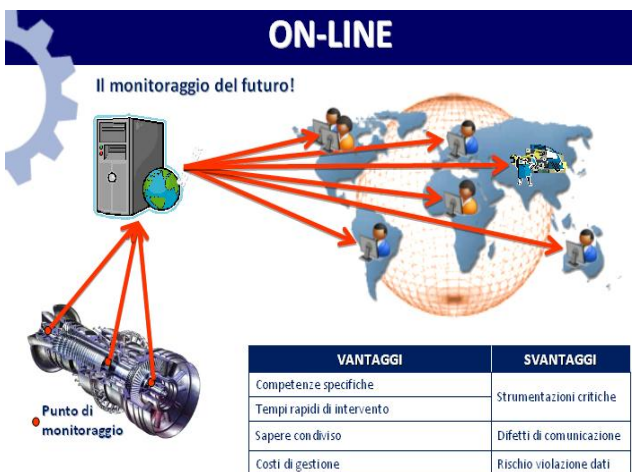 ON-LINE
Il monitoraggio del futuro!
Punto di
monitoraggio
VANTAGGI
SVANTAGGI
Competenze specifiche
Strumentazioni critiche
Tempi rapidi di intervento
Sapere condiviso
Difetti di comunicazione
Costi di gestione
Rischio violazione dati